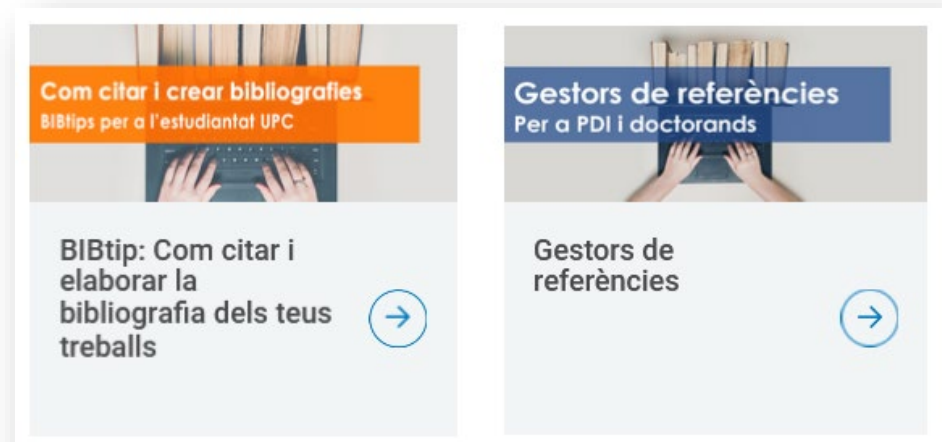 Com citar i crear bibliografies
BIBtips per a l'estudiantat UPC
BIBtip: Com citar i
elaborar la
bibliografia dels teus
treballs
Gestors de referències
Per a PDI i doctorands
Gestors de
referències